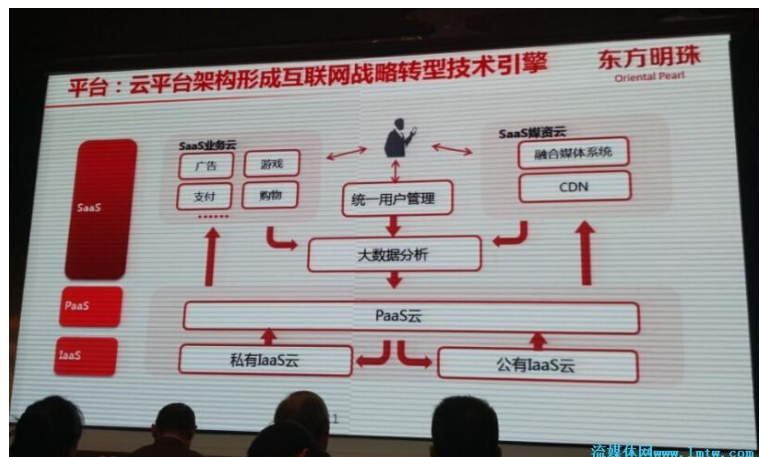 平台：云平台架构形成互联网战略转型技术引擎
东方明珠
Oriental Pearl
SaaS
SaaS业务云
广告
游戏
支付
购物
......
统一用户管理
SaaS媒资云
融合媒体系统
CDN
大数据分析
PaaS
PaaS云
IaaS
私有IaaS云
公有IaaS云
1
流媒体网www.lmtw.com